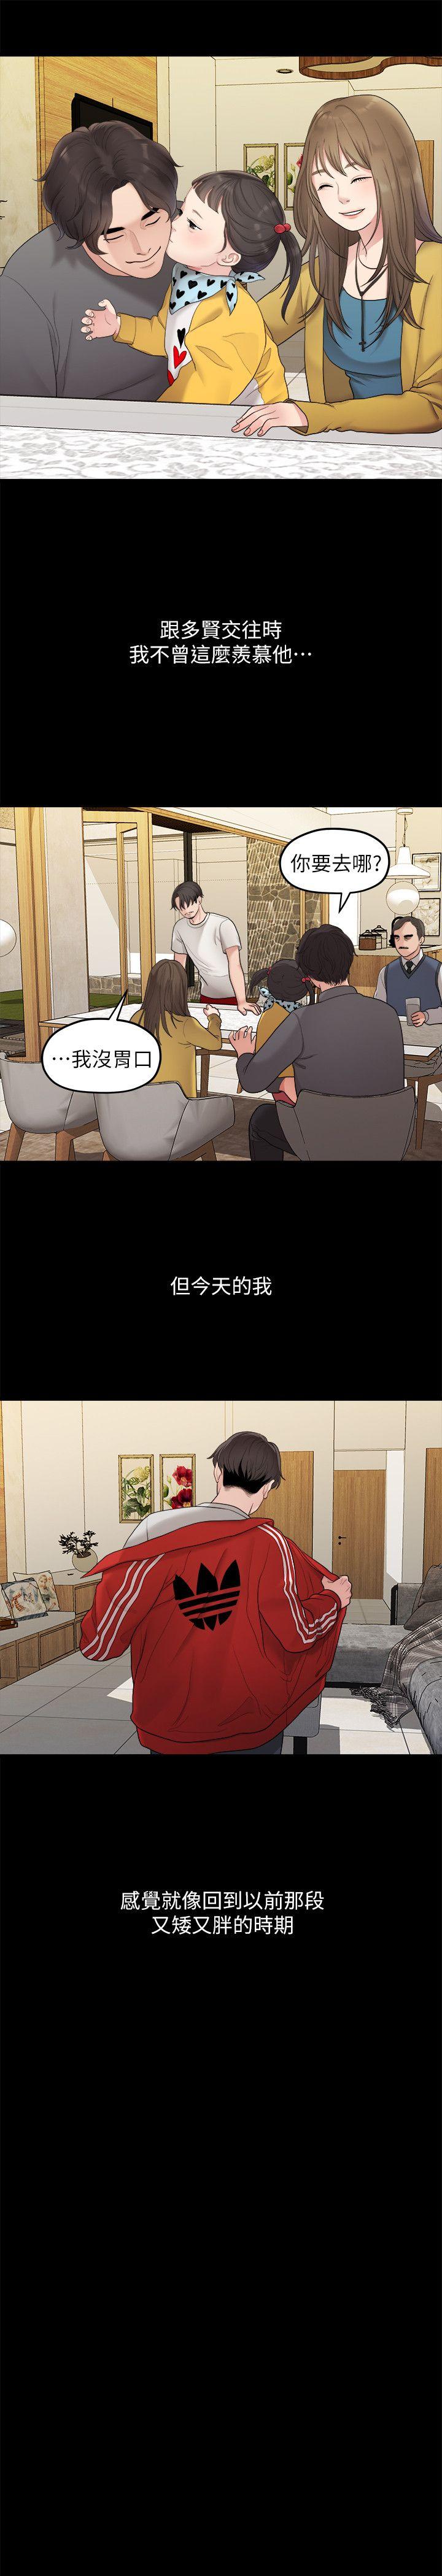 跟多賢交往時
我不曾這麼羨慕他…
你要去哪?
…我沒胃口
但今天的我
感覺就像回到以前那段
又矮又胖的時期